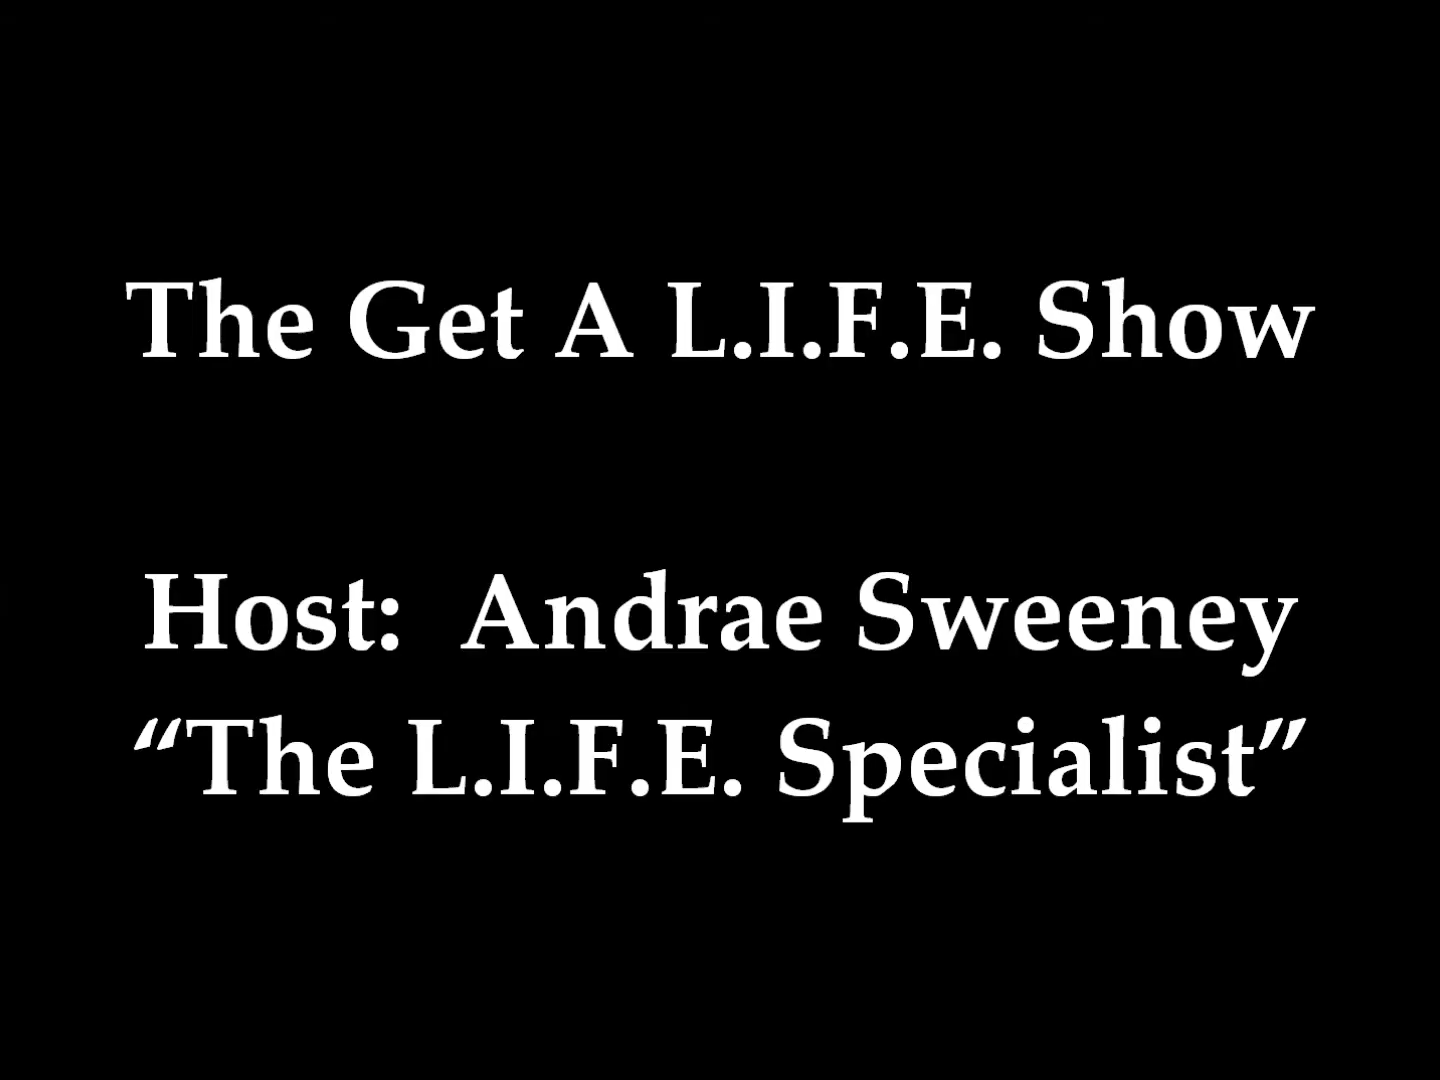 The Get A L.I.F.E. Show
Host:  Andrae Sweeney
“The L.I.F.E. Specialist”